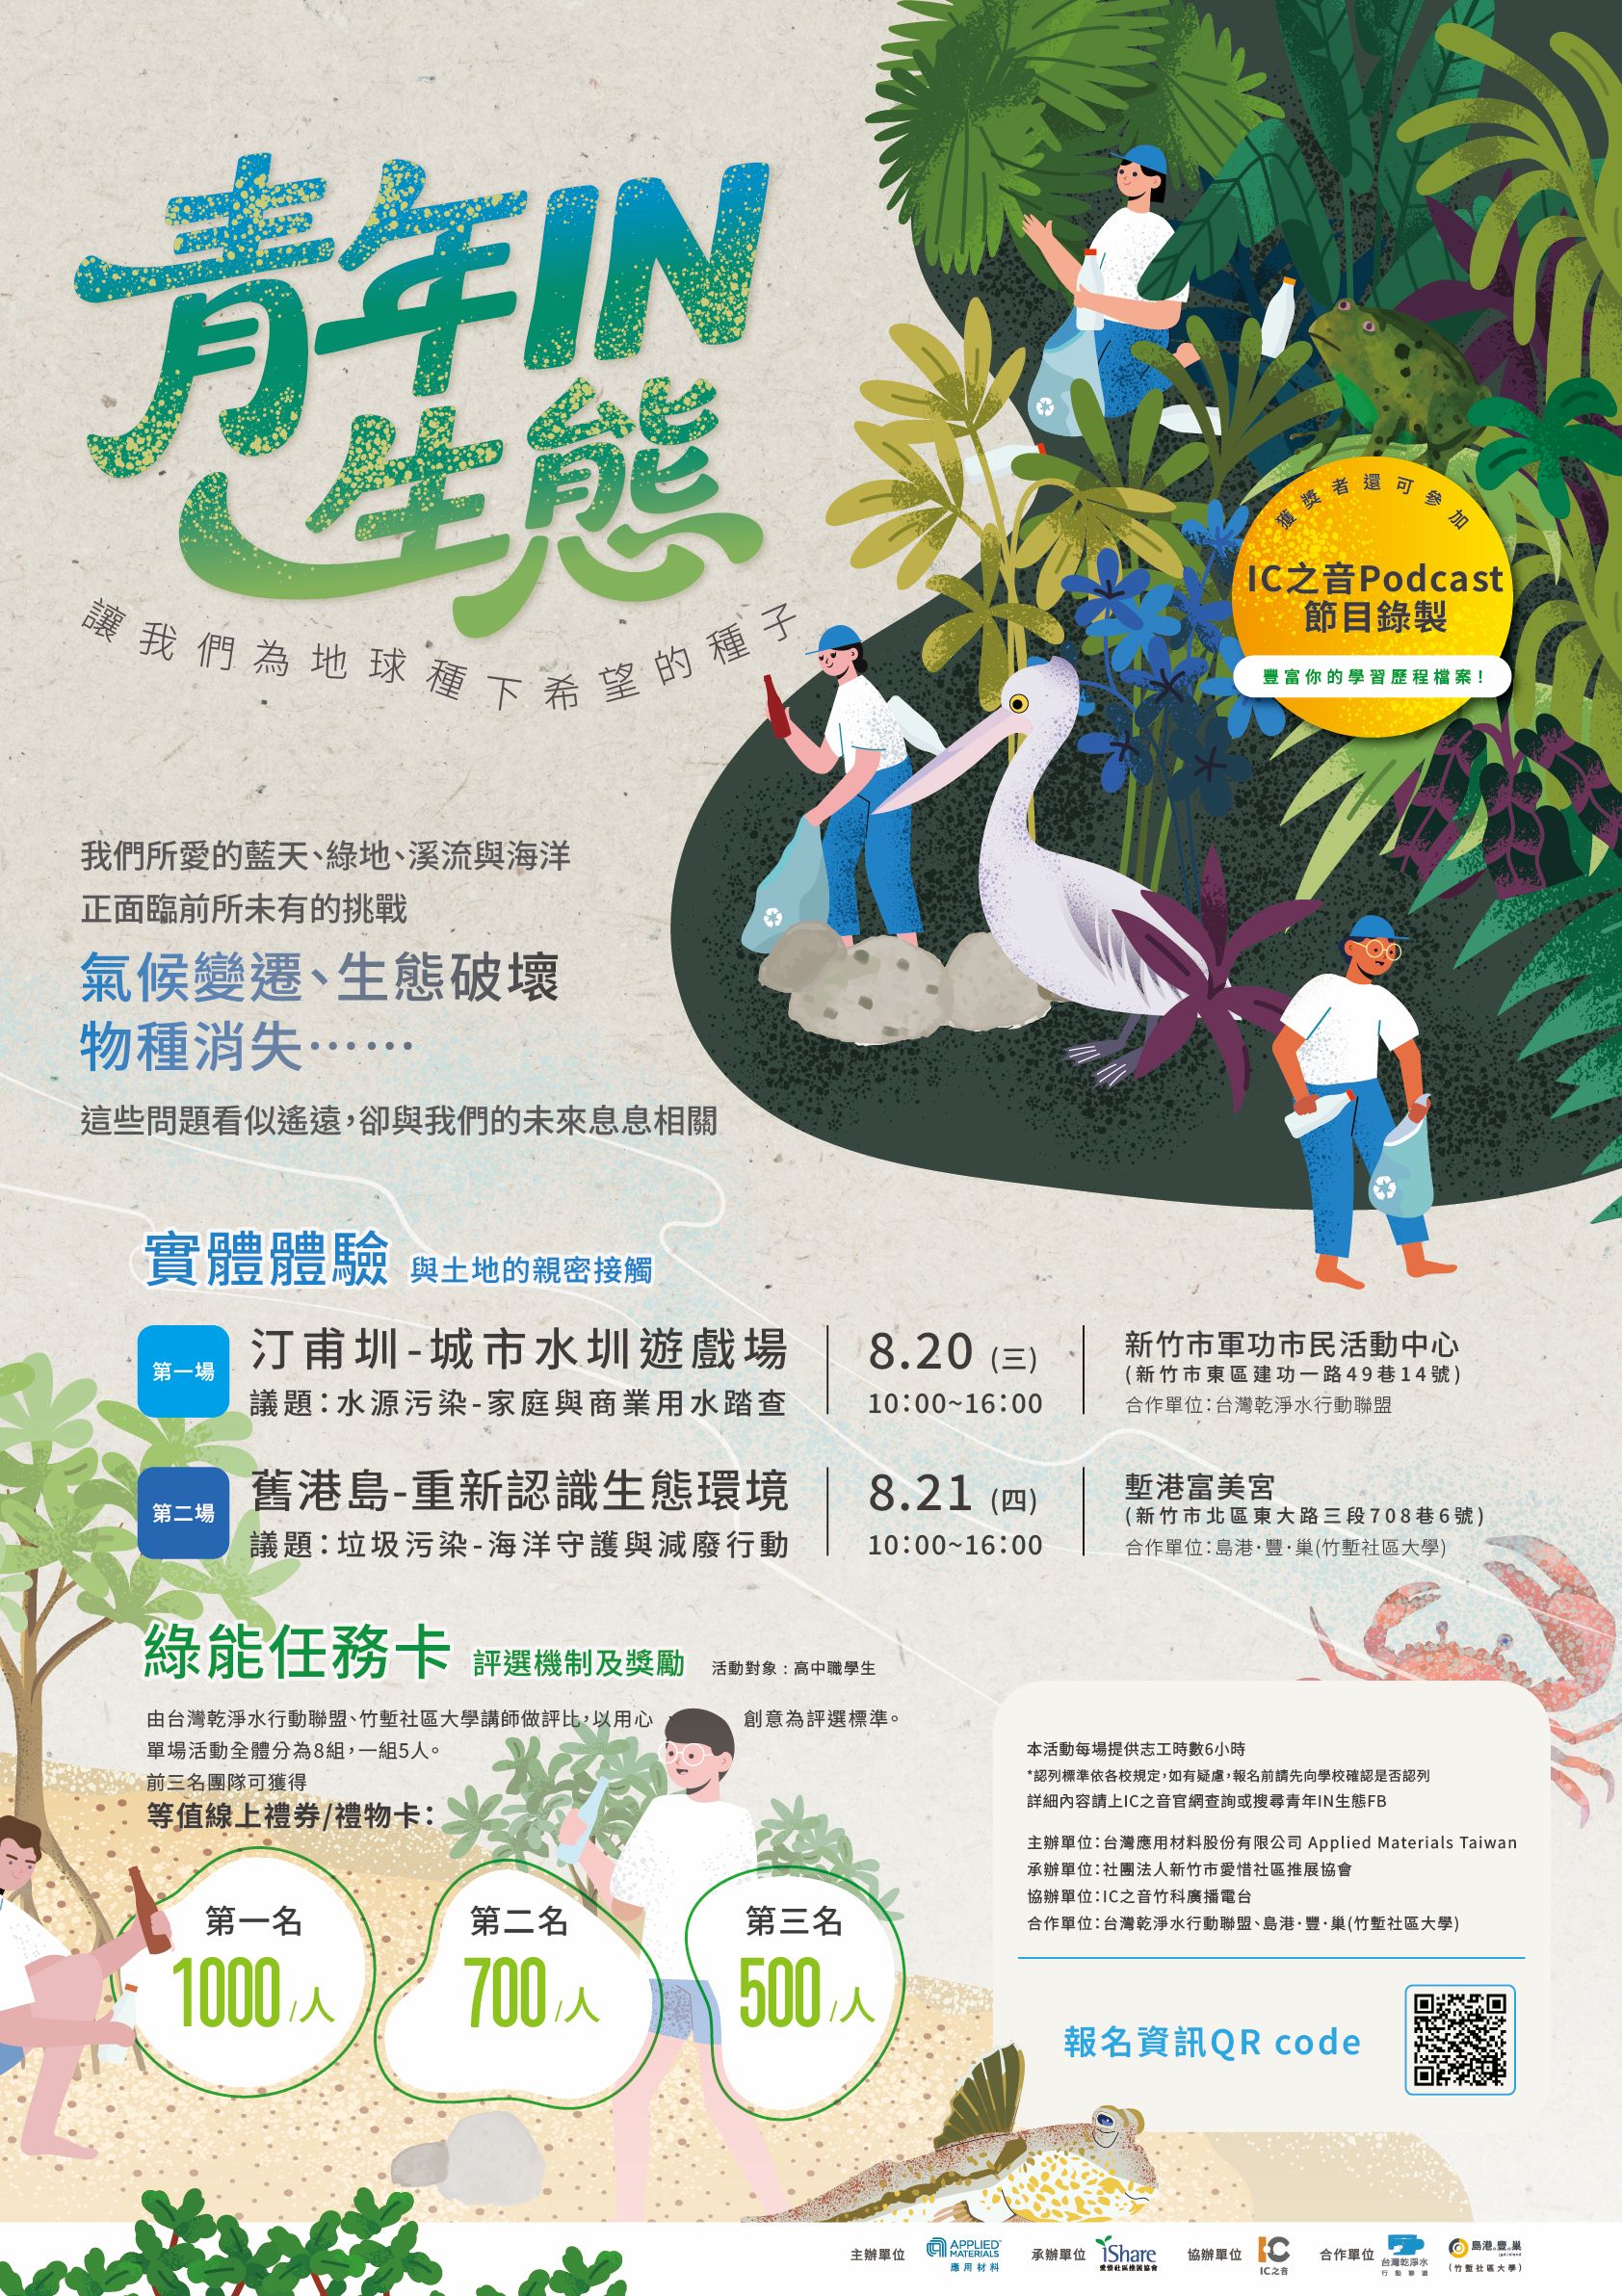 青年IN
生態
讓我們為地球種下希望的種子
獲獎者還可參加
IC之音Podcast
節目錄製
豐富你的學習歷程檔案!
我們所愛的藍天、綠地、溪流與海洋
正面臨前所未有的挑戰
氣候變遷、生態破壞
物種消失……
這些問題看似遙遠,卻與我們的未來息息相關
實體體驗 與土地的親密接觸
第一場
汀甫圳-城市水圳遊戲場
議題:水源污染-家庭與商業用水踏查
8.20 (三)
10:00~16:00
新竹市軍功市民活動中心
(新竹市東區建功一路49巷14號)
合作單位:台灣乾淨水行動聯盟
第二場
舊港島-重新認識生態環境
議題:垃圾污染-海洋守護與減廢行動
8.21 (四)
10:00~16:00
塹港富美宮
(新竹市北區東大路三段708巷6號)
合作單位:島港·豐·巢(竹塹社區大學)
綠能任務卡 評選機制及獎勵 活動對象:高中職學生
由台灣乾淨水行動聯盟、竹塹社區大學講師做評比,以用心 創意為評選標準。
單場活動全體分為8組,一組5人。
前三名團隊可獲得
等值線上禮券/禮物卡:
第一名
1000/人
第二名
700/人
第三名
500/人
本活動每場提供志工時數6小時
*認列標準依各校規定,如有疑慮,報名前請先向學校確認是否認列
詳細內容請上IC之音官網查詢或搜尋青年IN生態FB
主辦單位:台灣應用材料股份有限公司 Applied Materials Taiwan
承辦單位:社團法人新竹市愛惜社區推展協會
協辦單位:IC之音竹科廣播電台
合作單位:台灣乾淨水行動聯盟、島港·豐·巢(竹塹社區大學)
報名資訊QR code
主辦單位 APPLIED MATERIALS 應用材料
承辦單位 iShare 愛惜社區推展協會
協辦單位 IC IC之音
合作單位 台灣乾淨水 行動聯盟
島港。豐。巢
(竹塹社區大學)